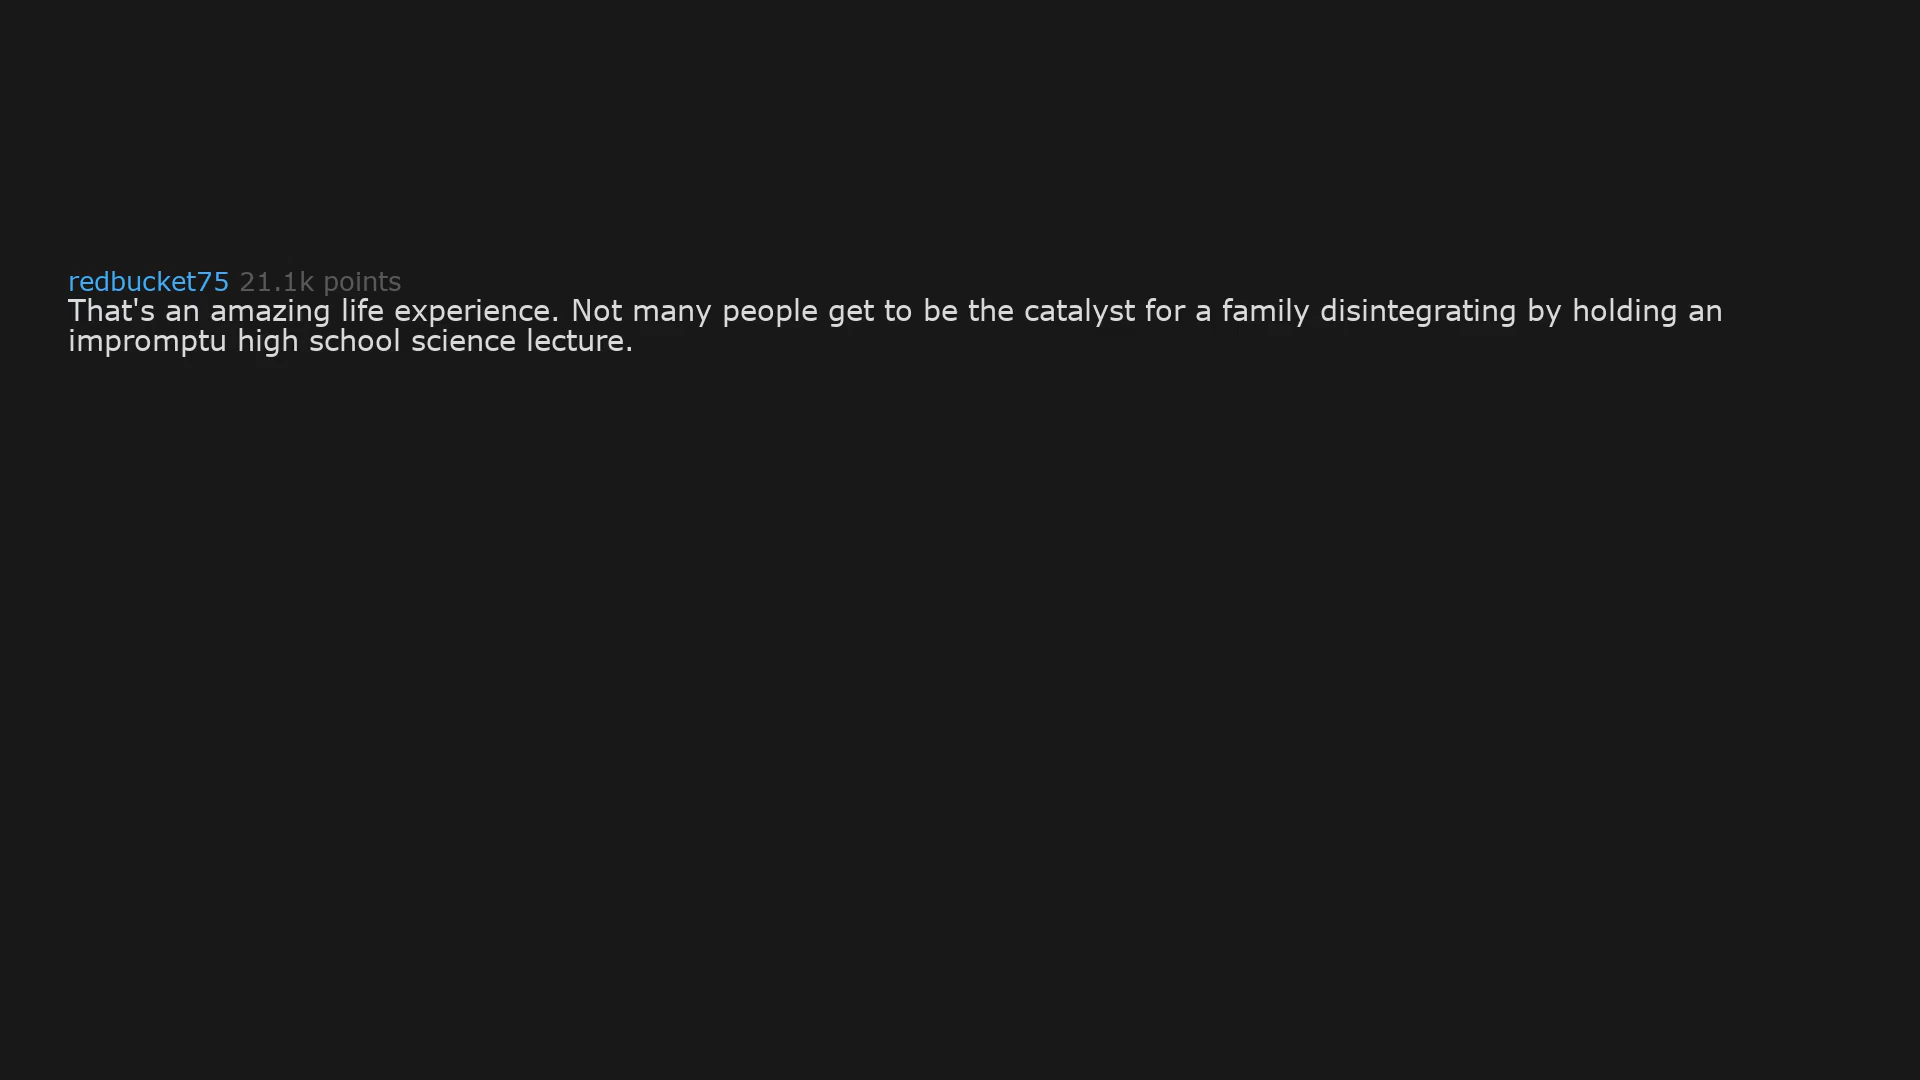 redbucket75 21.1k points
That's an amazing life experience. Not many people get to be the catalyst for a family disintegrating by holding an
impromptu high school science lecture.